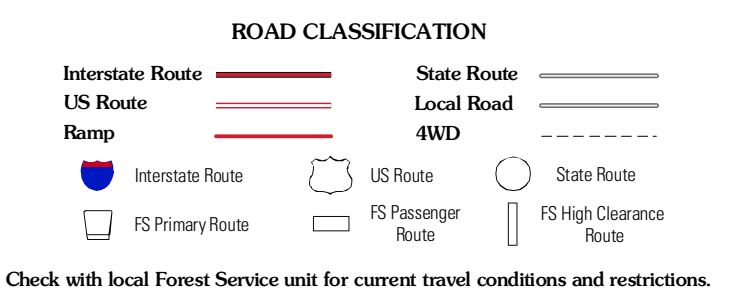 ROAD CLASSIFICATION
Interstate Route
State Route
US Route
Local Road
Ramp
4WD
Interstate Route
US Route
State Route
FS Primary Route
FS Passenger
Route
FS High Clearance
Route
Check with local Forest Service unit for current travel conditions and restrictions.